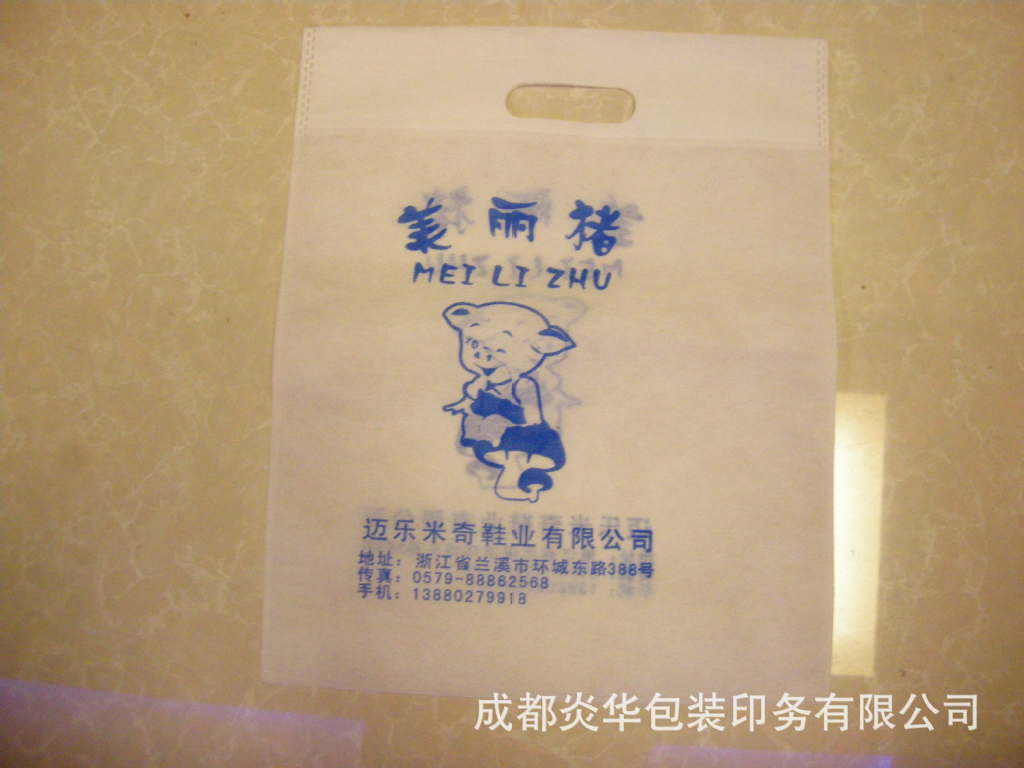 美丽猪
MEI LI ZHU
迈乐米奇鞋业有限公司
地址：浙江省兰溪市环城东路388号
传真：0579-88862568
手机：13880279918
成都炎华包装印务有限公司